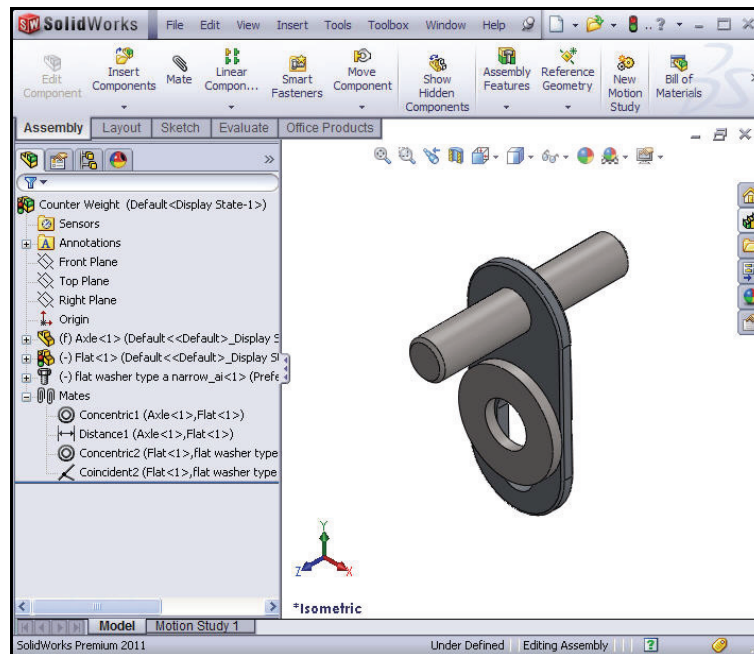 SolidWorks File Edit View Insert Tools Toolbox Window Help ..? 
Edit Component Insert Components Mate Linear Compon... Smart Fasteners Move Component Show Hidden Components Assembly Features Reference Geometry New Motion Study Bill of Materials
Assembly Layout Sketch Evaluate Office Products
Counter Weight (Default<Display State-1>)
Sensors
Annotations
Front Plane
Top Plane
Right Plane
Origin
(f) Axle<1> (Default<<Default>_Display S
(-) Flat<1> (Default<<Default>_Display S
(-) flat washer type a narrow_ai<1> (Prefe
Mates
Concentric1 (Axle<1>,Flat<1>)
Distance1 (Axle<1>,Flat<1>)
Concentric2 (Flat<1>,flat washer type
Coincident2 (Flat<1>,flat washer type
Y
Z X
*Isometric
Model Motion Study 1
SolidWorks Premium 2011 Under Defined Editing Assembly ?